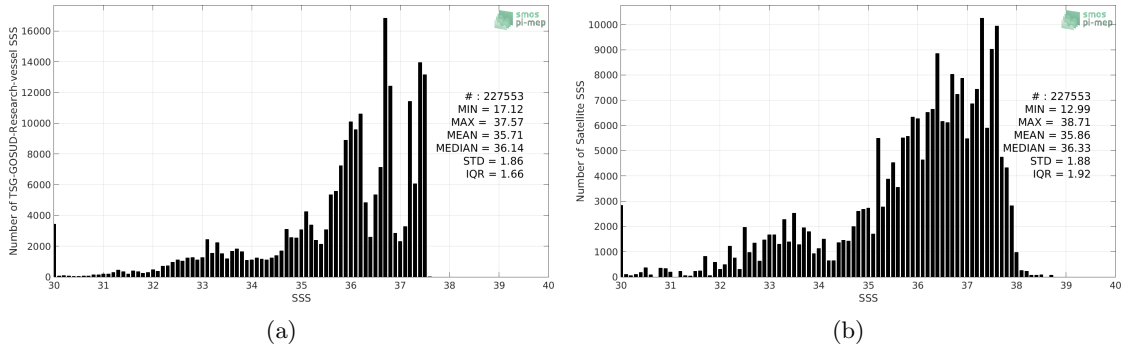 smos
pi-mep
16000
14000
12000
10000
8000
6000
4000
2000
0
Number of TSG-GOSUD-Research-vessel SSS
# : 227553
MIN = 17.12
MAX = 37.57
MEAN = 35.71
MEDIAN = 36.14
STD = 1.86
IQR = 1.66
30 31 32 33 34 35 36 37 38 39 40
SSS
(a)
smos
pi-mep
10000
9000
8000
7000
6000
5000
4000
3000
2000
1000
0
Number of Satellite SSS
# : 227553
MIN = 12.99
MAX = 38.71
MEAN = 35.86
MEDIAN = 36.33
STD = 1.88
IQR = 1.92
30 31 32 33 34 35 36 37 38 39 40
SSS
(b)